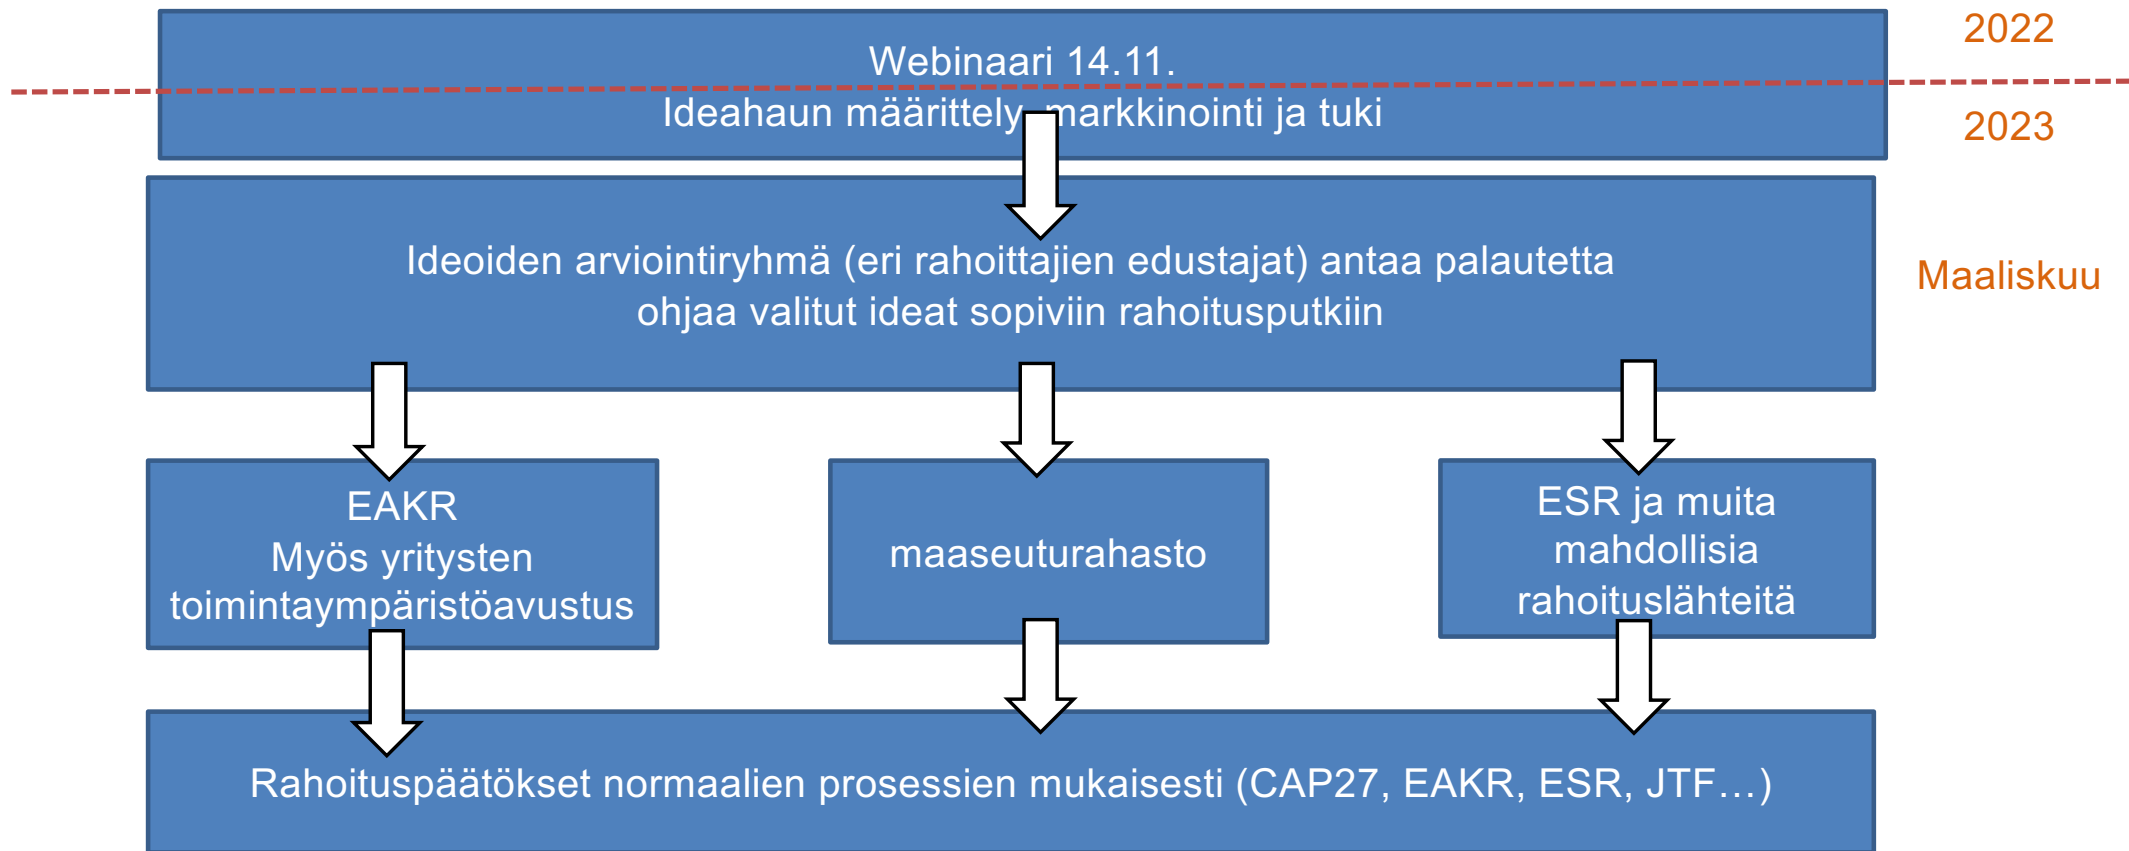 2022
Webinaari 14.11.
Ideahaun määrittely, markkinointi ja tuki
2023
Ideoiden arviointiryhmä (eri rahoittajien edustajat) antaa palautetta
ohjaa valitut ideat sopiviin rahoitusputkiin
Maaliskuu
EAKR
Myös yritysten
toimintaympäristöavustus
maaseuturahasto
ESR ja muita
mahdollisia
rahoituslähteitä
Rahoituspäätökset normaalien prosessien mukaisesti (CAP27, EAKR, ESR, JTF…)